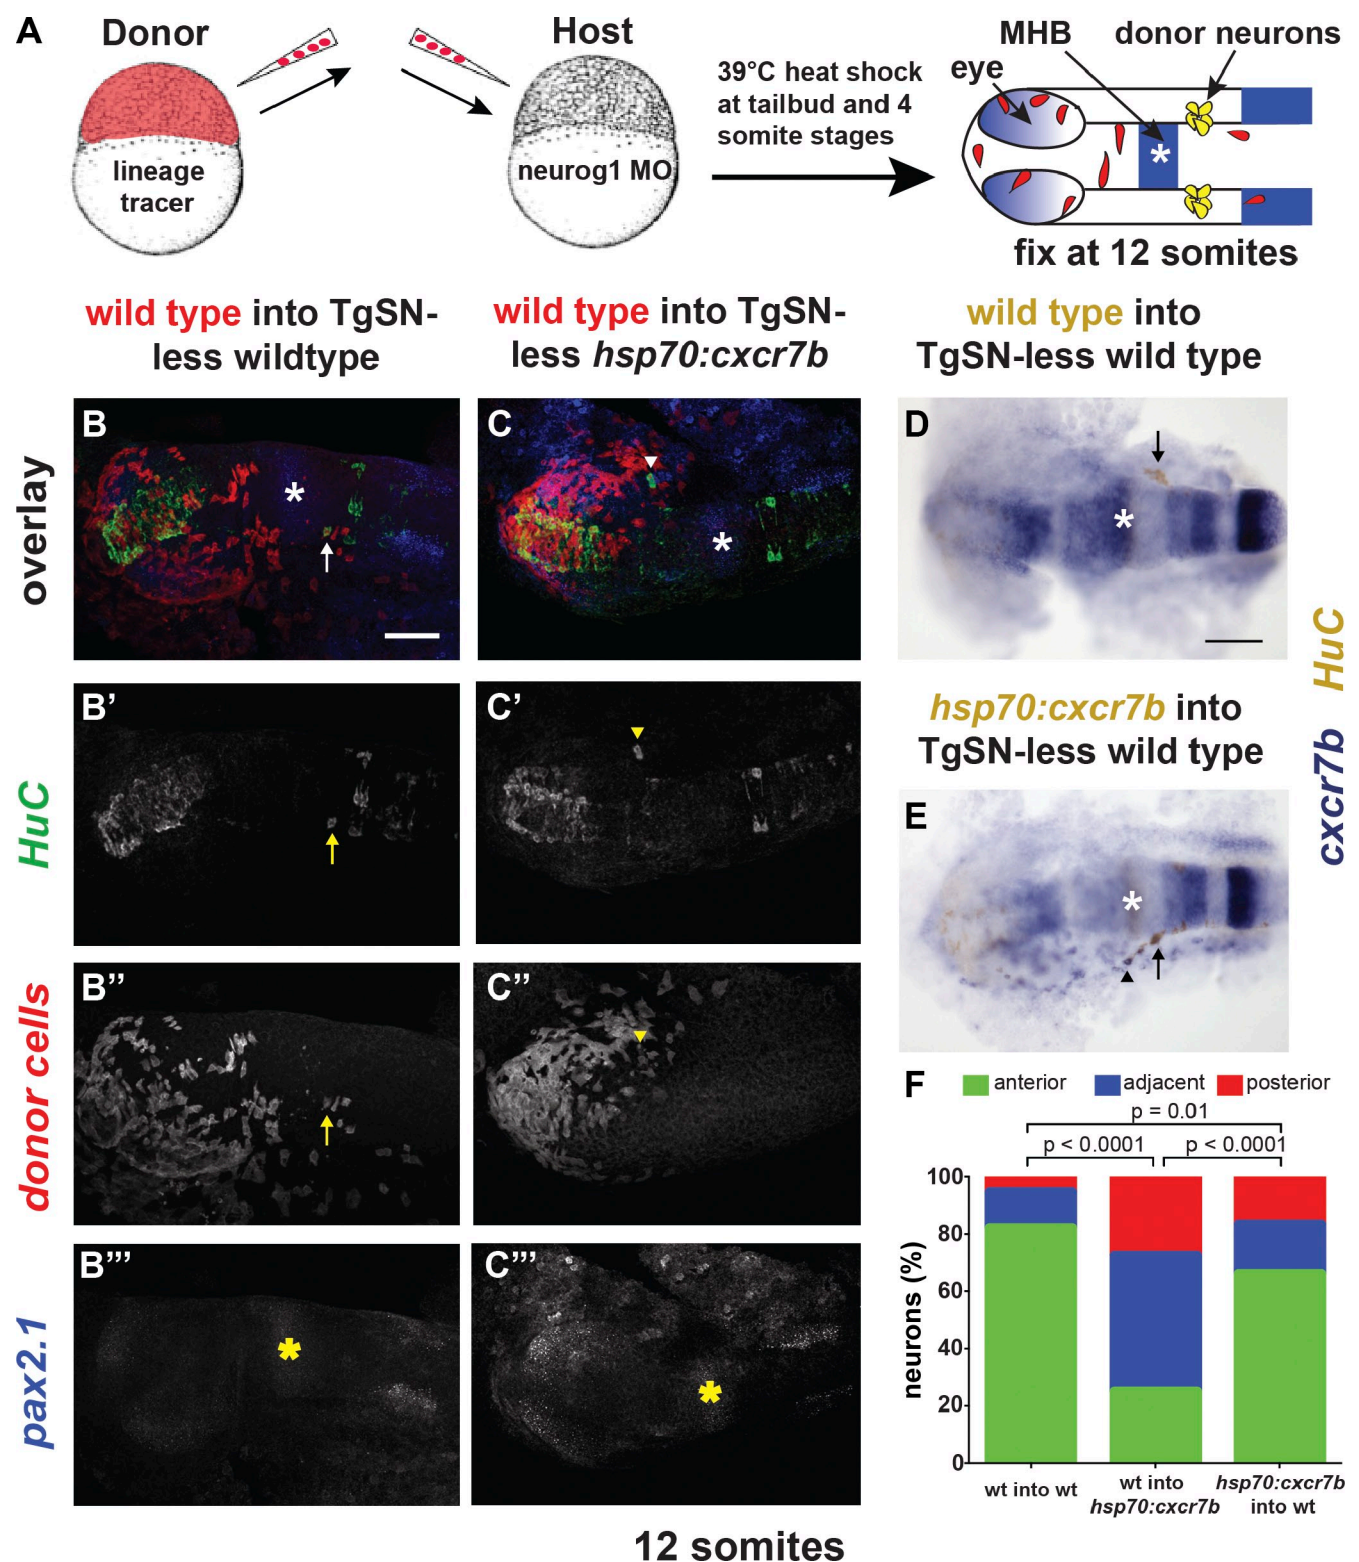 A
Donor
Host
lineage
tracer
neurog1 MO
39°C heat shock
at tailbud and 4
somite stages
MHB
donor neurons
eye
*
fix at 12 somites
wild type into TgSN-
less wildtype
wild type into TgSN-
less hsp70:cxcr7b
wild type into
TgSN-less wild type
overlay
B
*
C
*
D
*
HuC
B’
C’
hsp70:cxcr7b into
TgSN-less wild type
cxcr7b HuC
E
*
donor cells
B’’
C’’
pax2.1
B’’’
*
C’’’
*
12 somites
F
anterior
adjacent
posterior
p = 0.01
p < 0.0001
p < 0.0001
neurons (%)
100
80
60
40
20
0
wt into wt
wt into
hsp70:cxcr7b
hsp70:cxcr7b
into wt